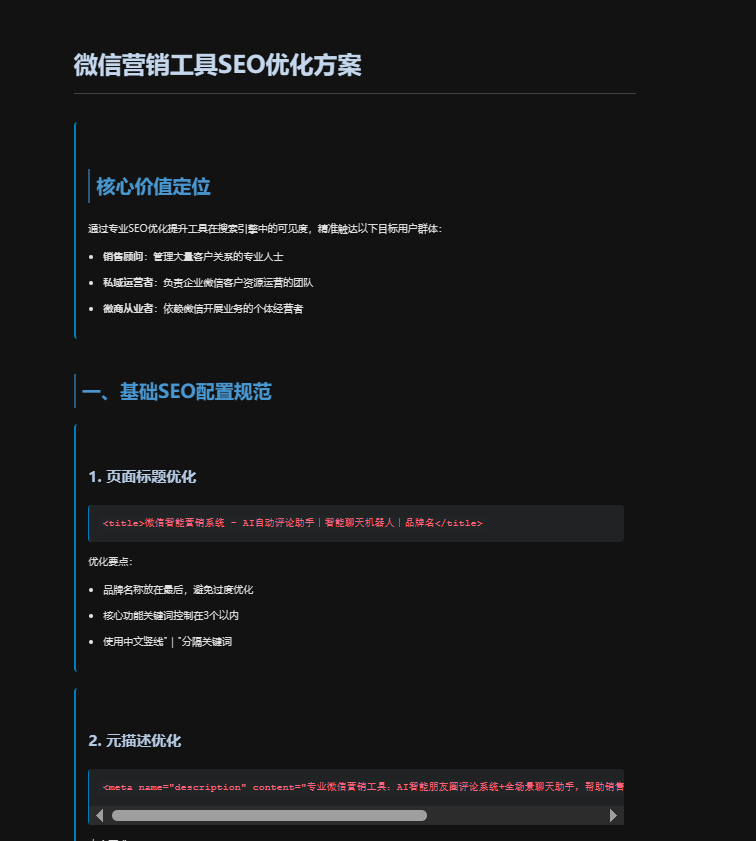 微信营销工具SEO优化方案
核心价值定位
通过专业SEO优化提升工具在搜索引擎中的可见度，精准触达以下目标用户群体：
销售顾问：管理大量客户关系的专业人士
私域运营者：负责企业微信客户资源运营的团队
微商从业者：依赖微信开展业务的个体经营者
一、基础SEO配置规范
1. 页面标题优化
<title>微信智能营销系统 - AI自动评论助手｜智能聊天机器人｜品牌名</title>
优化要点：
品牌名称放在最后，避免过度优化
核心功能关键词控制在3个以内
使用中文竖线"｜"分隔关键词
2. 元描述优化
<meta name="description" content="专业微信营销工具：AI智能朋友圈评论系统+全场景聊天助手，帮助销售